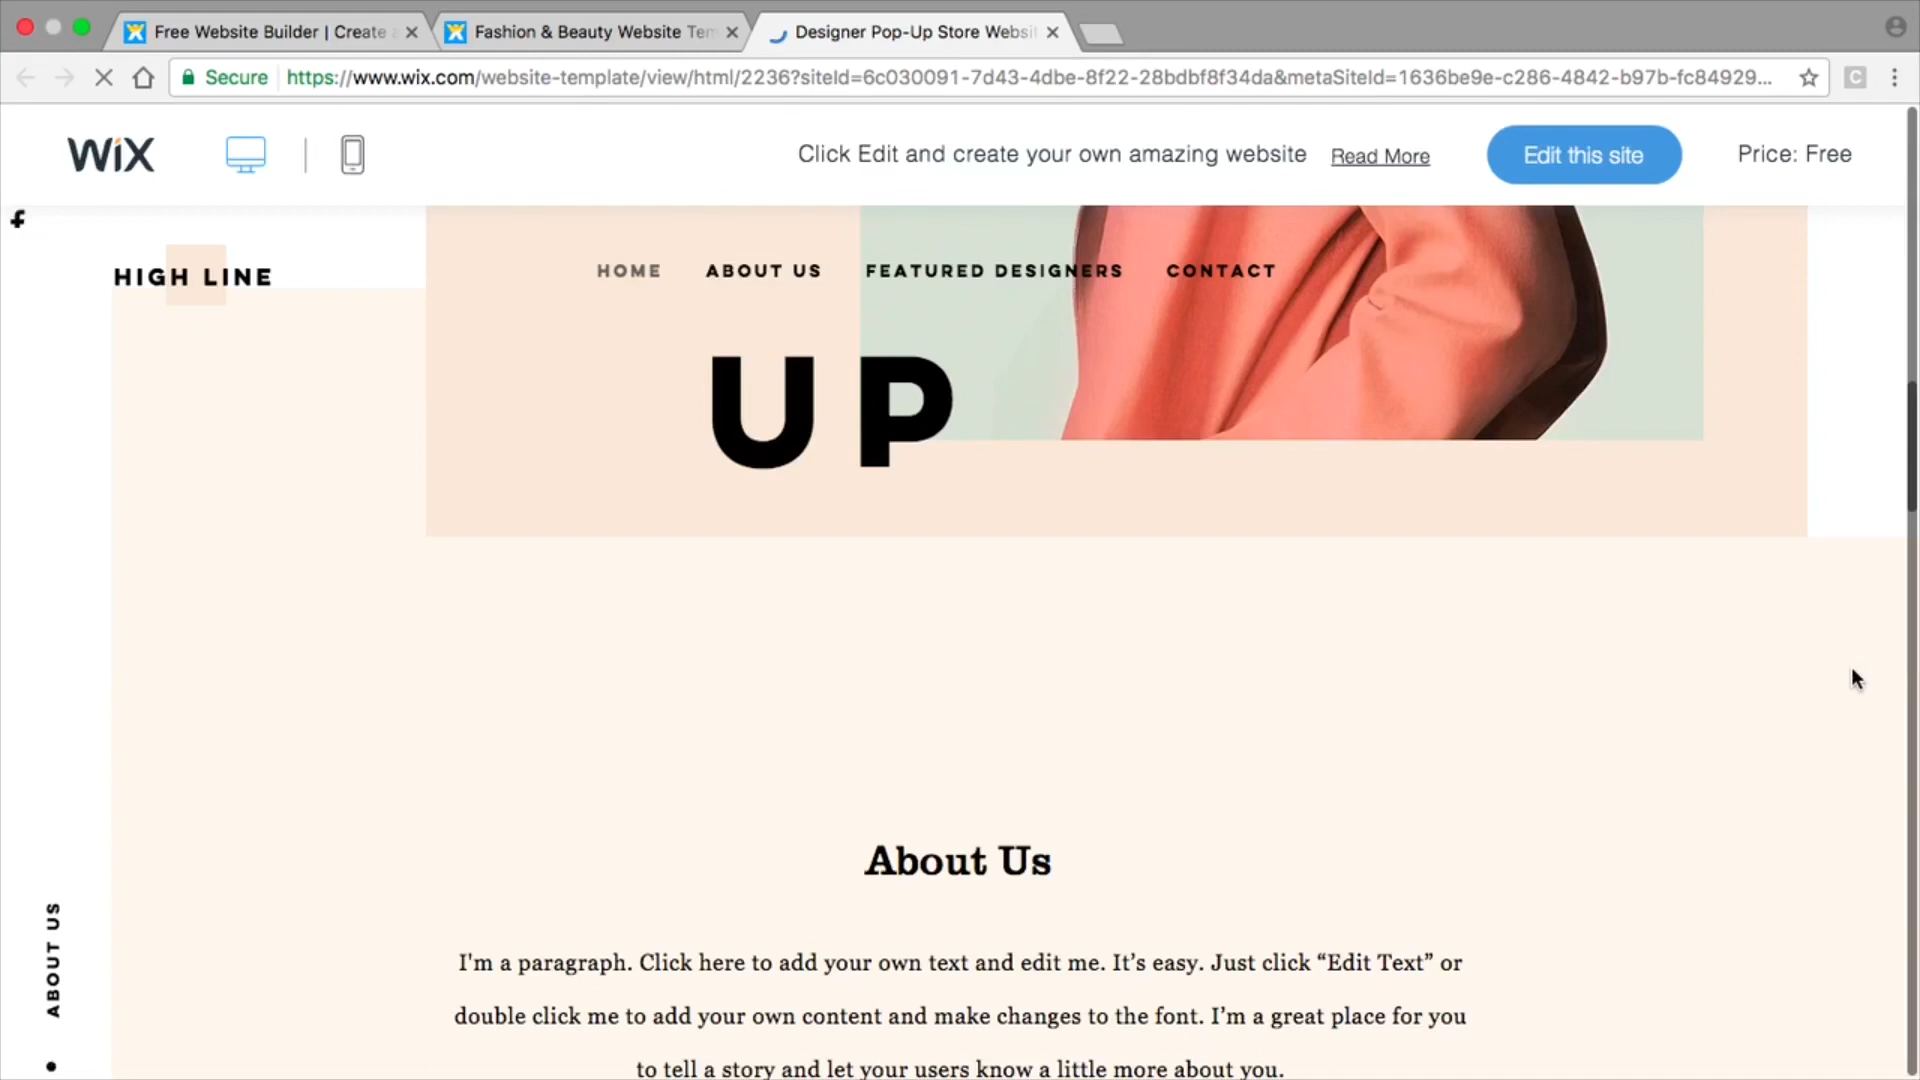 Free Website Builder | Create a
Fashion & Beauty Website Tem
Designer Pop-Up Store Websit
Secure
https://www.wix.com/website-template/view/html/2236?siteId=6c030091-7d43-4dbe-8f22-28bdbf8f34da&metaSiteId=1636be9e-c286-4842-b97b-fc84929...
C
WiX
Click Edit and create your own amazing website
Read More
Edit this site
Price: Free
f
HIGH LINE
HOME
ABOUT US
FEATURED DESIGNERS
CONTACT
UP
About Us
ABOUT US
I'm a paragraph. Click here to add your own text and edit me. It’s easy. Just click “Edit Text” or
double click me to add your own content and make changes to the font. I’m a great place for you
to tell a story and let your users know a little more about you.